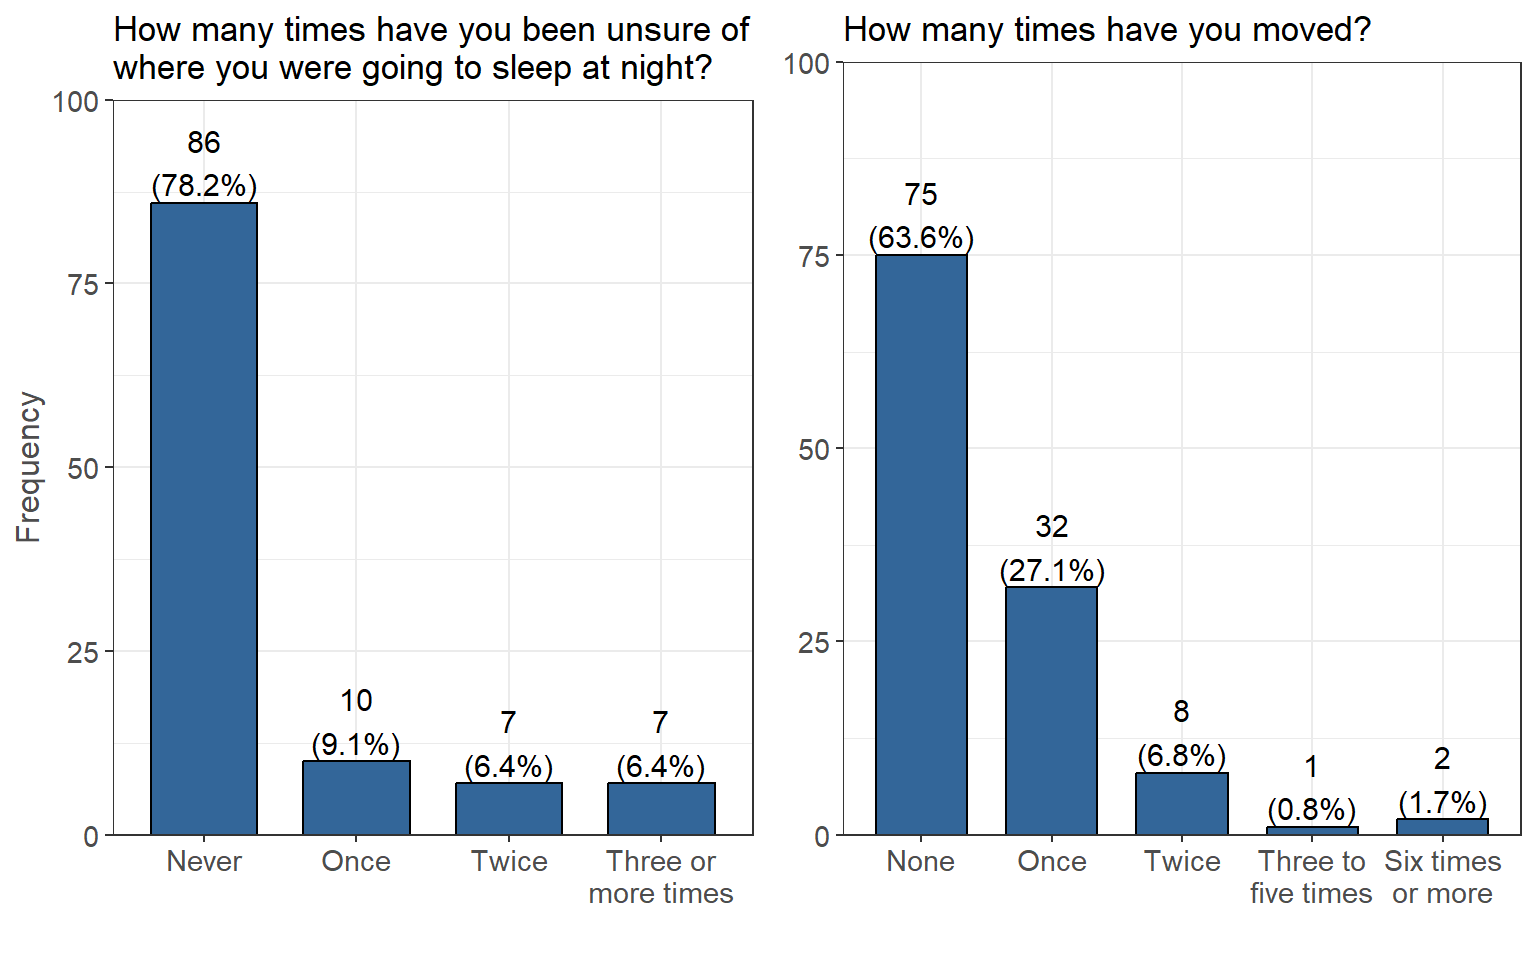 How many times have you been unsure of
where you were going to sleep at night?
Frequency
100
75
50
25
0
86
(78.2%)
10
(9.1%)
7
(6.4%)
7
(6.4%)
Never
Once
Twice
Three or
more times
How many times have you moved?
100
75
50
25
0
75
(63.6%)
32
(27.1%)
8
(6.8%)
1
(0.8%)
2
(1.7%)
None
Once
Twice
Three to
five times
Six times
or more